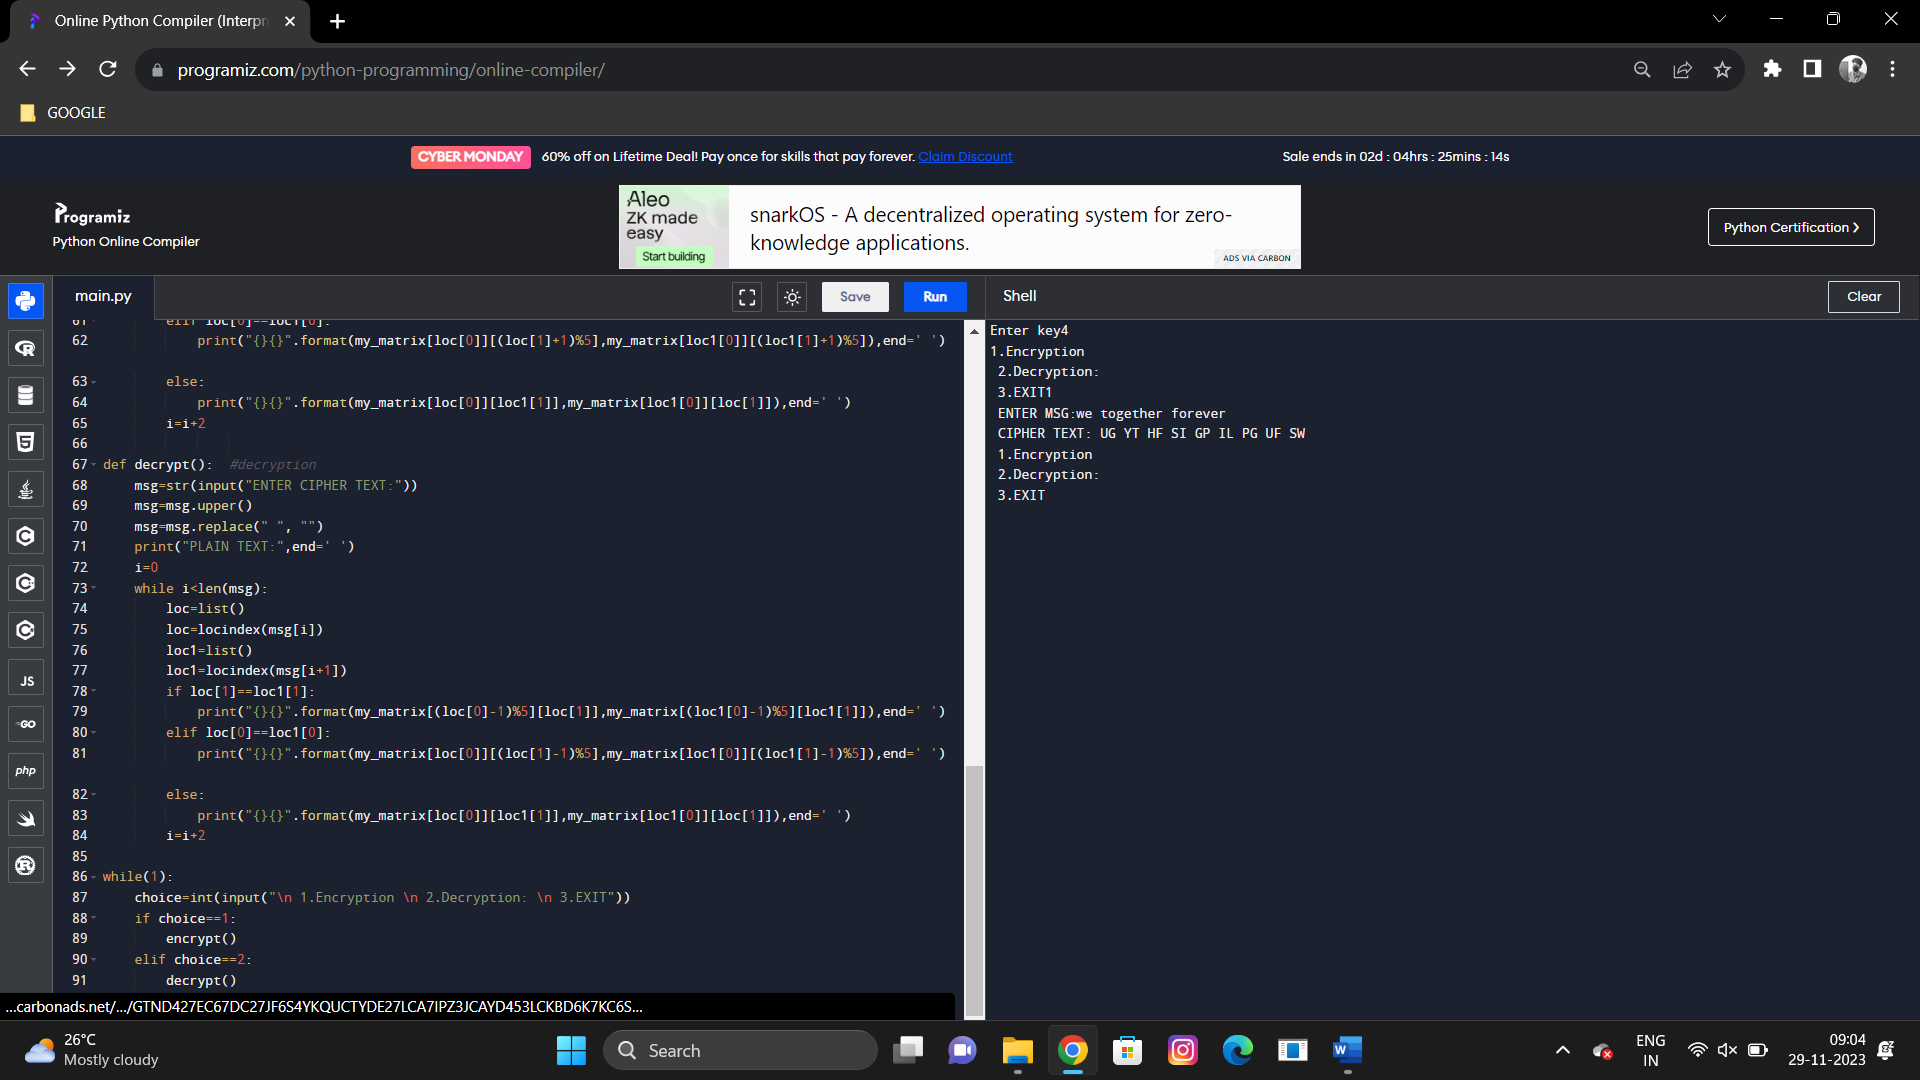 Online Python Compiler (Interpr
programiz.com/python-programming/online-compiler/
GOOGLE
CYBER MONDAY 60% off on Lifetime Deal! Pay once for skills that pay forever. Claim Discount Sale ends in 02d : 04hrs : 25mins : 14s
Programiz
Python Online Compiler
Aleo
ZK made
easy
Start building
snarkOS - A decentralized operating system for zero-
knowledge applications.
ADS VIA CARBON
Python Certification
main.py
Save
Run
Shell
Clear
61 elif loc[0]==loc1[0]:
62 print("{}{}".format(my_matrix[loc[0]][(loc[1]+1)%5],my_matrix[loc1[0]][(loc1[1]+1)%5]),end=' ')
63 else:
64 print("{}{}".format(my_matrix[loc[0]][loc1[1]],my_matrix[loc1[0]][loc[1]]),end=' ')
65 i=i+2
66
67 def decrypt():  #decryption
68 msg=str(input("ENTER CIPHER TEXT:"))
69 msg=msg.upper()
70 msg=msg.replace(" ", "")
71 print("PLAIN TEXT:",end=' ')
72 i=0
73 while i<len(msg):
74 loc=list()
75 loc=locindex(msg[i])
76 loc1=list()
77 loc1=locindex(msg[i+1])
78 if loc[1]==loc1[1]:
79 print("{}{}".format(my_matrix[(loc[0]-1)%5][loc[1]],my_matrix[(loc1[0]-1)%5][loc1[1]]),end=' ')
80 elif loc[0]==loc1[0]:
81 print("{}{}".format(my_matrix[loc[0]][(loc[1]-1)%5],my_matrix[loc1[0]][(loc1[1]-1)%5]),end=' ')
82 else:
83 print("{}{}".format(my_matrix[loc[0]][loc1[1]],my_matrix[loc1[0]][loc[1]]),end=' ')
84 i=i+2
85
86 while(1):
87 choice=int(input("\n 1.Encryption \n 2.Decryption: \n 3.EXIT"))
88 if choice==1:
89 encrypt()
90 elif choice==2:
91 decrypt()
Enter key4
1.Encryption
2.Decryption:
3.EXIT1
ENTER MSG:we together forever
CIPHER TEXT: UG YT HF SI GP IL PG UF SW
1.Encryption
2.Decryption:
3.EXIT
JS
GO
php
...carbonads.net/.../GTND427EC67DC27JF6S4YKQUCTYDE27LCA7IPZ3JCAYD453LCKBD6K7KC6S...
26°C
Mostly cloudy
Search
ENG
IN
09:04
29-11-2023